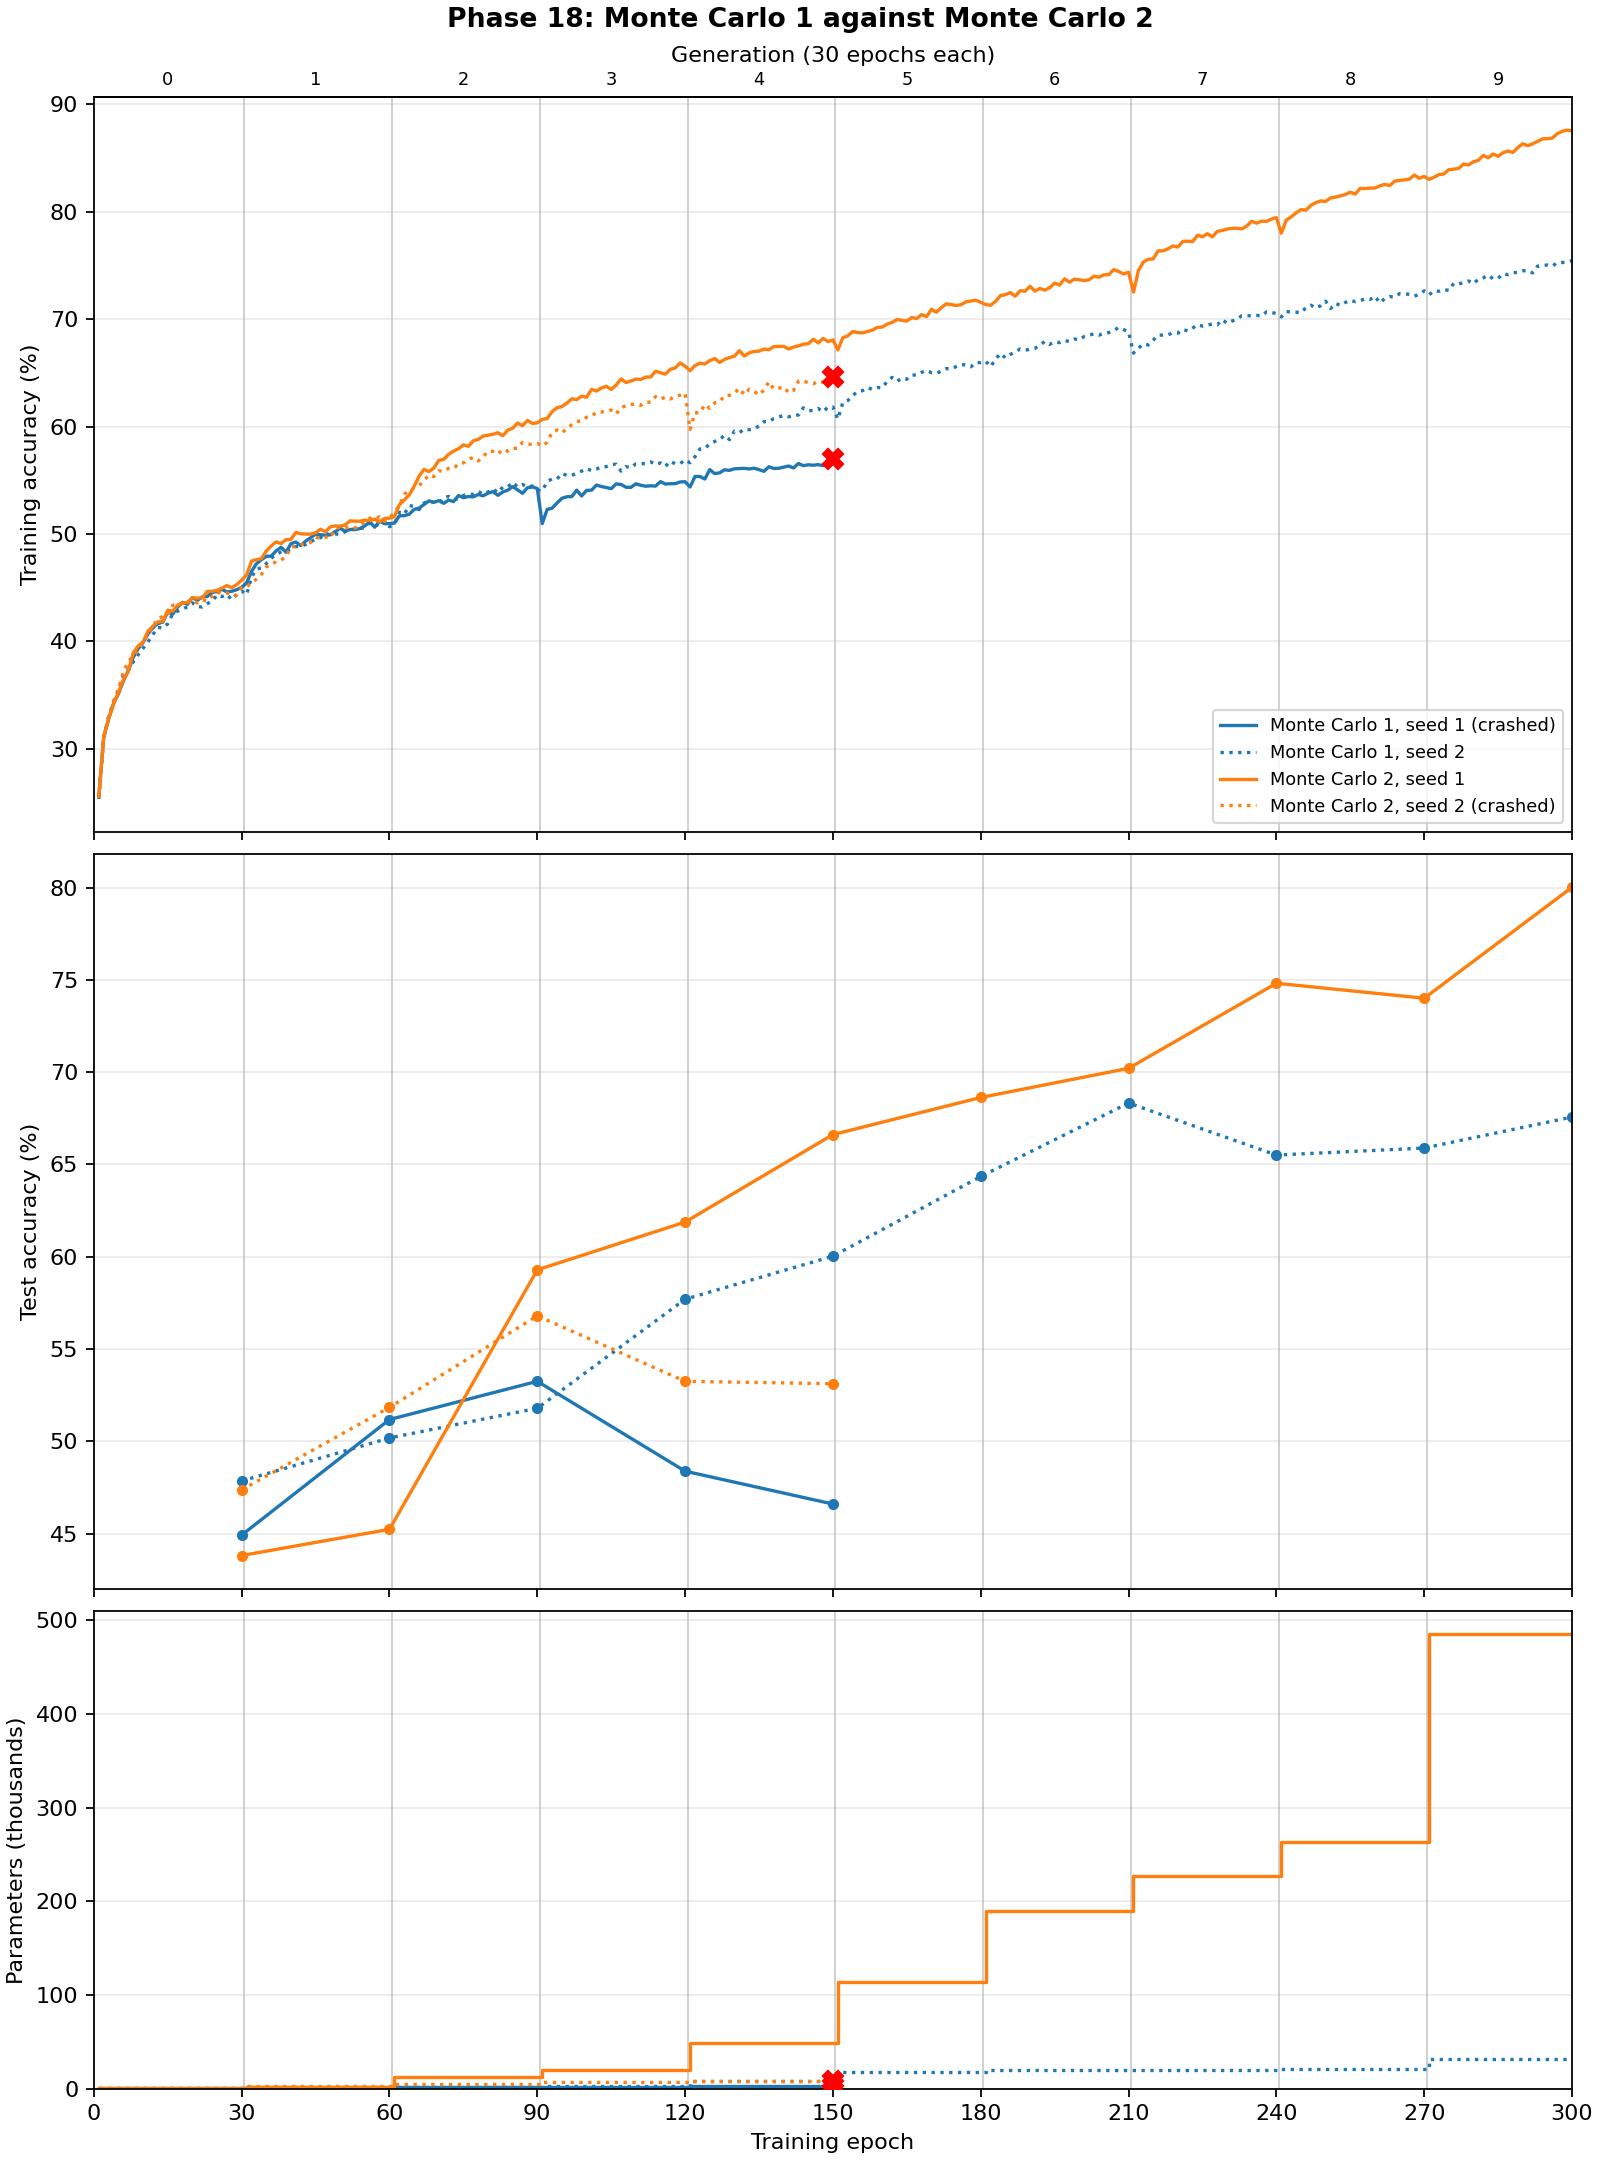 Phase 18: Monte Carlo 1 against Monte Carlo 2
Generation (30 epochs each)
0 1 2 3 4 5 6 7 8 9
90
80
70
60
50
40
30
Training accuracy (%)
Monte Carlo 1, seed 1 (crashed)
Monte Carlo 1, seed 2
Monte Carlo 2, seed 1
Monte Carlo 2, seed 2 (crashed)
80
75
70
65
60
55
50
45
Test accuracy (%)
500
400
300
200
100
0
Parameters (thousands)
0 30 60 90 120 150 180 210 240 270 300
Training epoch